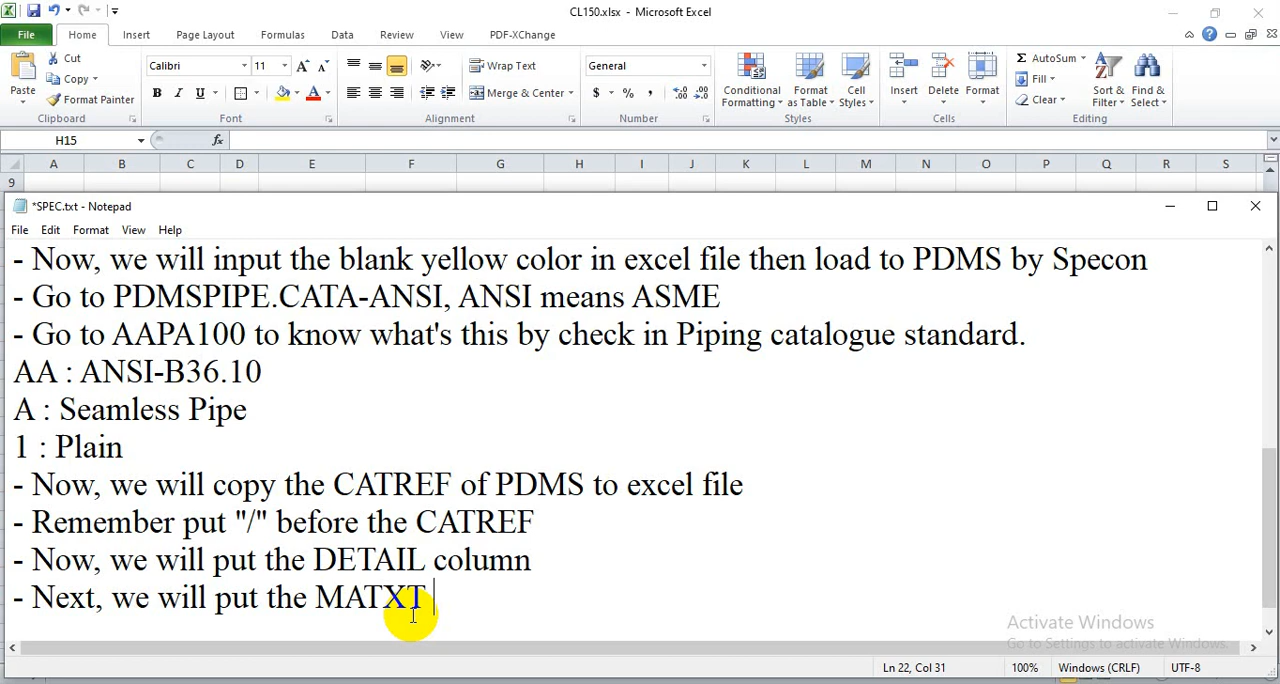 CL150.xlsx - Microsoft Excel
File Home Insert Page Layout Formulas Data Review View PDF-XChange
Paste Cut Calibri 11 A A Wrap Text General Conditional Formatting Format as Table Cell Styles Insert Delete Format AutoSum Sort & Filter Find & Select
Copy Fill
Format Painter B I U A Merge & Center $ % , Clear
Clipboard Font Alignment Number Styles Cells Editing
H15 fx
A B C D E F G H I J K L M N O P Q R S
9
*SPEC.txt - Notepad
File Edit Format View Help
- Now, we will input the blank yellow color in excel file then load to PDMS by Specon
- Go to PDMSPIPE.CATA-ANSI, ANSI means ASME
- Go to AAPA100 to know what's this by check in Piping catalogue standard.
AA : ANSI-B36.10
A : Seamless Pipe
1 : Plain
- Now, we will copy the CATREF of PDMS to excel file
- Remember put "/" before the CATREF
- Now, we will put the DETAIL column
- Next, we will put the MATXT
Activate Windows
Go to Settings to activate Windows.
Ln 22, Col 31 100% Windows (CRLF) UTF-8